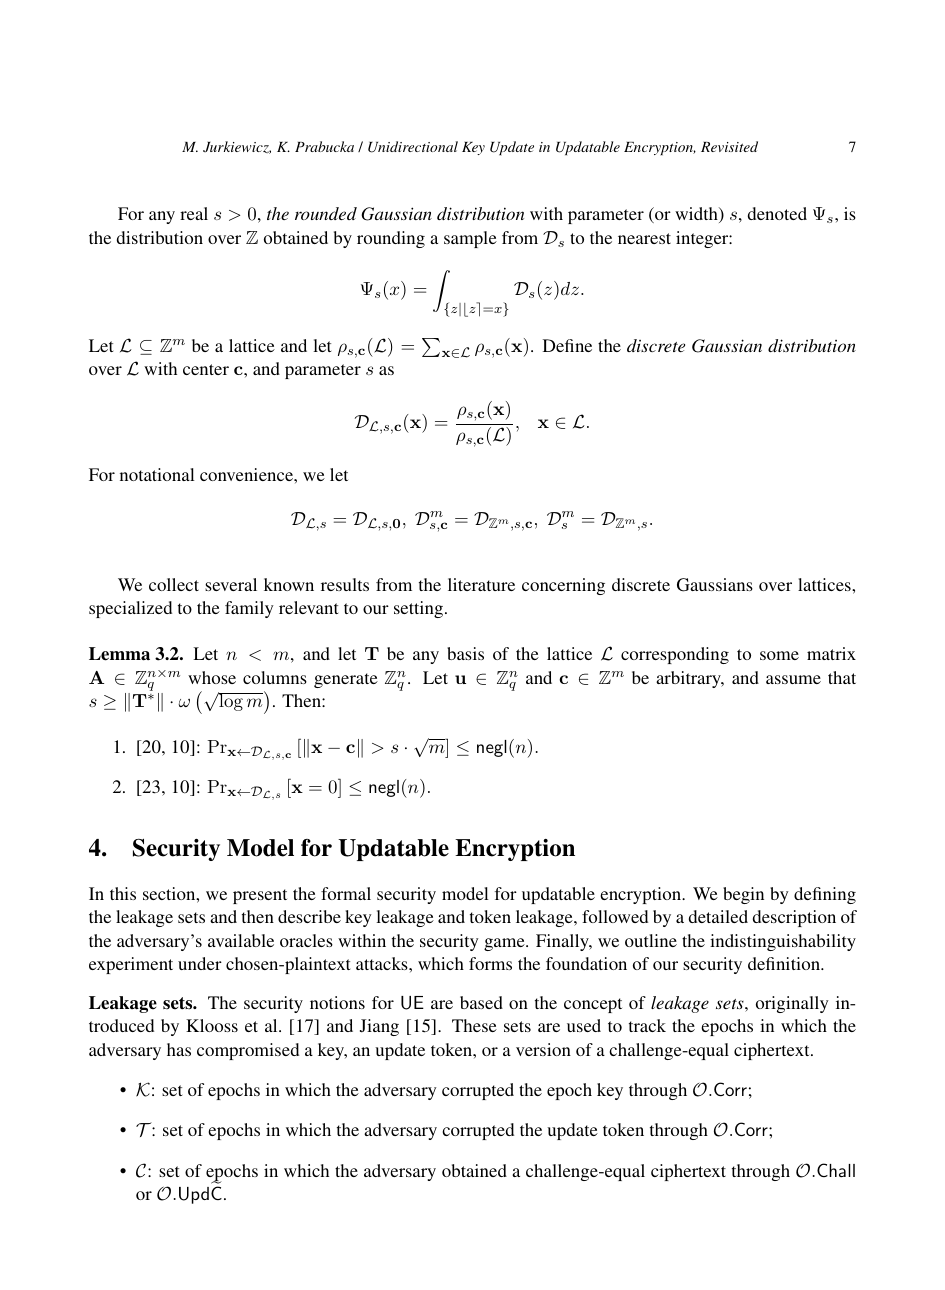 M. Jurkiewicz, K. Prabucka / Unidirectional Key Update in Updatable Encryption, Revisited 7
For any real s > 0, the rounded Gaussian distribution with parameter (or width) s, denoted Ψ_s, is
the distribution over ℤ obtained by rounding a sample from 𝒟_s to the nearest integer:
Ψ_s(x) = ∫_{z|⌊z⌉=x} 𝒟_s(z)dz.
Let ℒ ⊆ ℤ^m be a lattice and let ρ_{s,c}(ℒ) = ∑_{x∈ℒ} ρ_{s,c}(x). Define the discrete Gaussian distribution
over ℒ with center c, and parameter s as
𝒟_{ℒ,s,c}(x) = ρ_{s,c}(x) / ρ_{s,c}(ℒ), x ∈ ℒ.
For notational convenience, we let
𝒟_{ℒ,s} = 𝒟_{ℒ,s,0}, 𝒟^m_{s,c} = 𝒟_{ℤ^m,s,c}, 𝒟^m_s = 𝒟_{ℤ^m,s}.
We collect several known results from the literature concerning discrete Gaussians over lattices,
specialized to the family relevant to our setting.
Lemma 3.2. Let n < m, and let T be any basis of the lattice ℒ corresponding to some matrix
A ∈ ℤ_q^{n×m} whose columns generate ℤ_q^n. Let u ∈ ℤ_q^n and c ∈ ℤ^m be arbitrary, and assume that
s ≥ ‖T*‖ · ω(√log m). Then:
1. [20, 10]: Pr_{x←𝒟_{ℒ,s,c}} [‖x − c‖ > s · √m] ≤ negl(n).
2. [23, 10]: Pr_{x←𝒟_{ℒ,s}} [x = 0] ≤ negl(n).
4. Security Model for Updatable Encryption
In this section, we present the formal security model for updatable encryption. We begin by defining
the leakage sets and then describe key leakage and token leakage, followed by a detailed description of
the adversary's available oracles within the security game. Finally, we outline the indistinguishability
experiment under chosen-plaintext attacks, which forms the foundation of our security definition.
Leakage sets. The security notions for UE are based on the concept of leakage sets, originally in-
troduced by Klooss et al. [17] and Jiang [15]. These sets are used to track the epochs in which the
adversary has compromised a key, an update token, or a version of a challenge-equal ciphertext.
• 𝒦: set of epochs in which the adversary corrupted the epoch key through 𝒪.Corr;
• 𝒯: set of epochs in which the adversary corrupted the update token through 𝒪.Corr;
• 𝒞: set of epochs in which the adversary obtained a challenge-equal ciphertext through 𝒪.Chall
or 𝒪.UpdC̃.